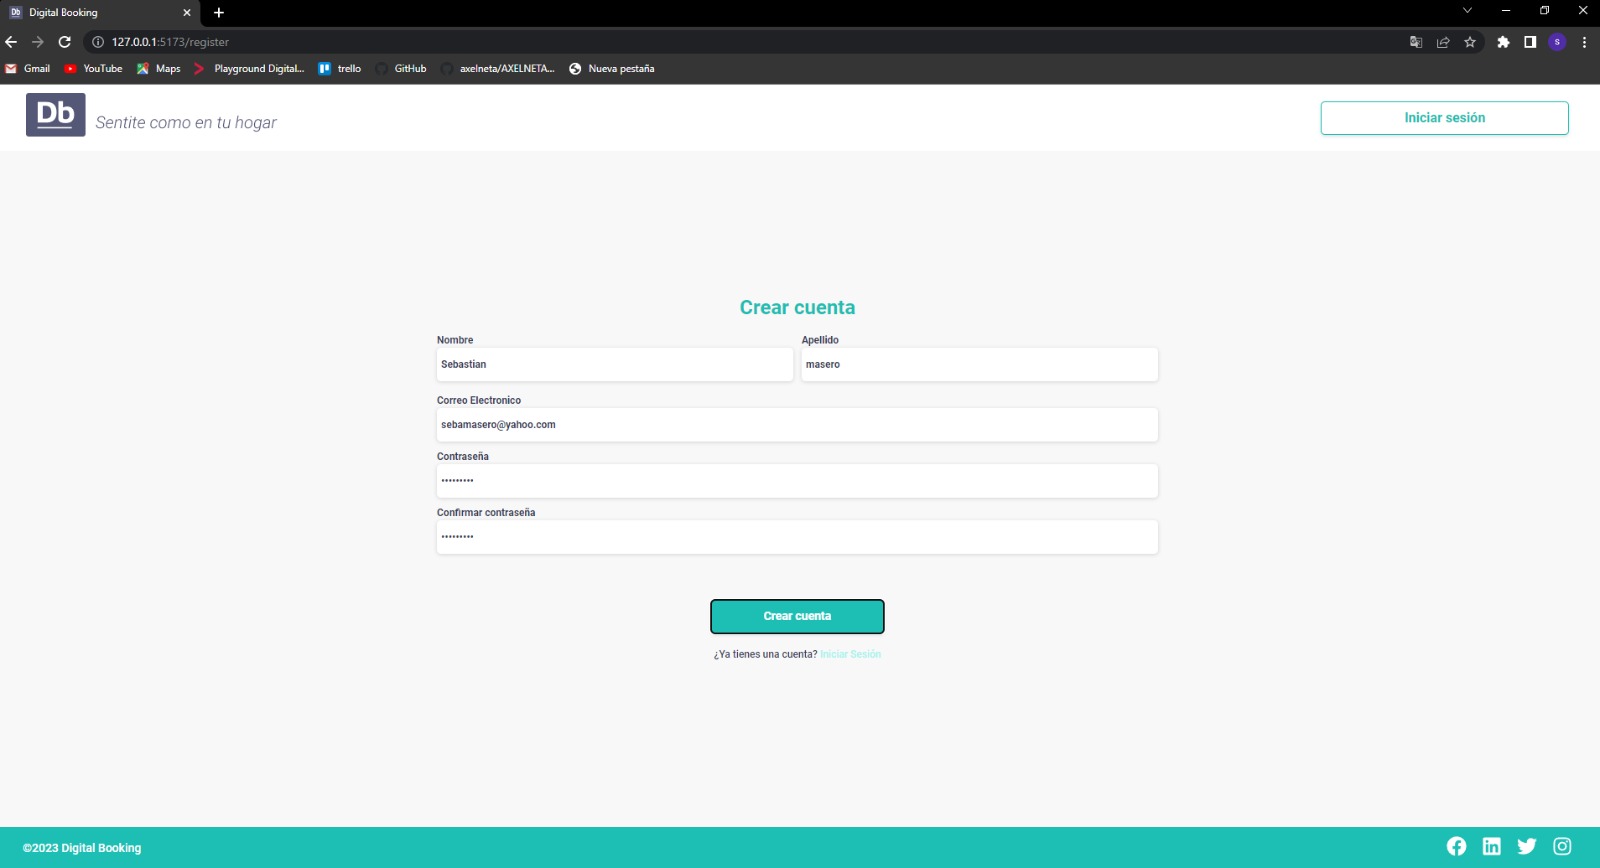 Db Digital Booking
127.0.0.1:5173/register
S
Gmail YouTube Maps Playground Digital... trello GitHub axelneta/AXELNETA... Nueva pestaña
Db Sentite como en tu hogar Iniciar sesión
Crear cuenta
Nombre Apellido
Sebastian masero
Correo Electronico
sebamasero@yahoo.com
Contraseña
•••••••••
Confirmar contraseña
•••••••••
Crear cuenta
¿Ya tienes una cuenta? Iniciar Sesión
©2023 Digital Booking